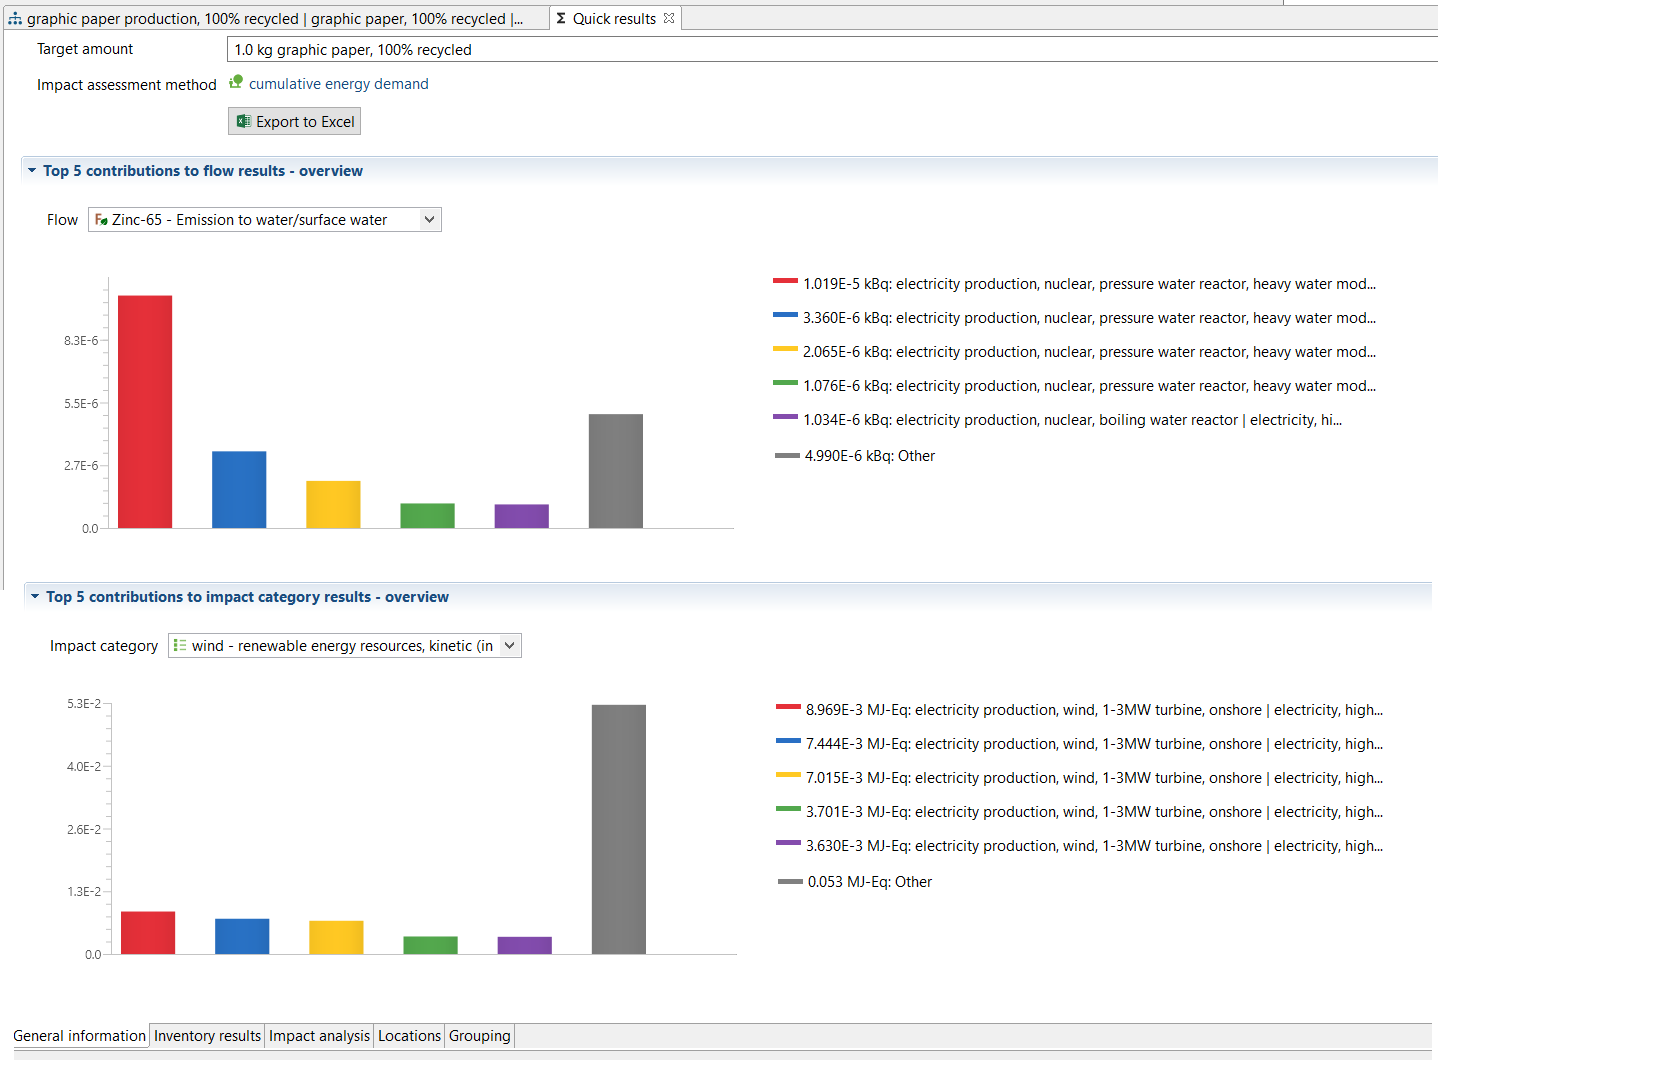 graphic paper production, 100% recycled | graphic paper, 100% recycled |...
Σ Quick results
Target amount
1.0 kg graphic paper, 100% recycled
Impact assessment method
cumulative energy demand
Export to Excel
Top 5 contributions to flow results - overview
Flow
Zinc-65 - Emission to water/surface water
8.3E-6
5.5E-6
2.7E-6
0.0
1.019E-5 kBq: electricity production, nuclear, pressure water reactor, heavy water mod...
3.360E-6 kBq: electricity production, nuclear, pressure water reactor, heavy water mod...
2.065E-6 kBq: electricity production, nuclear, pressure water reactor, heavy water mod...
1.076E-6 kBq: electricity production, nuclear, pressure water reactor, heavy water mod...
1.034E-6 kBq: electricity production, nuclear, boiling water reactor | electricity, hi...
4.990E-6 kBq: Other
Top 5 contributions to impact category results - overview
Impact category
wind - renewable energy resources, kinetic (in
5.3E-2
4.0E-2
2.6E-2
1.3E-2
0.0
8.969E-3 MJ-Eq: electricity production, wind, 1-3MW turbine, onshore | electricity, high...
7.444E-3 MJ-Eq: electricity production, wind, 1-3MW turbine, onshore | electricity, high...
7.015E-3 MJ-Eq: electricity production, wind, 1-3MW turbine, onshore | electricity, high...
3.701E-3 MJ-Eq: electricity production, wind, 1-3MW turbine, onshore | electricity, high...
3.630E-3 MJ-Eq: electricity production, wind, 1-3MW turbine, onshore | electricity, high...
0.053 MJ-Eq: Other
General information
Inventory results
Impact analysis
Locations
Grouping